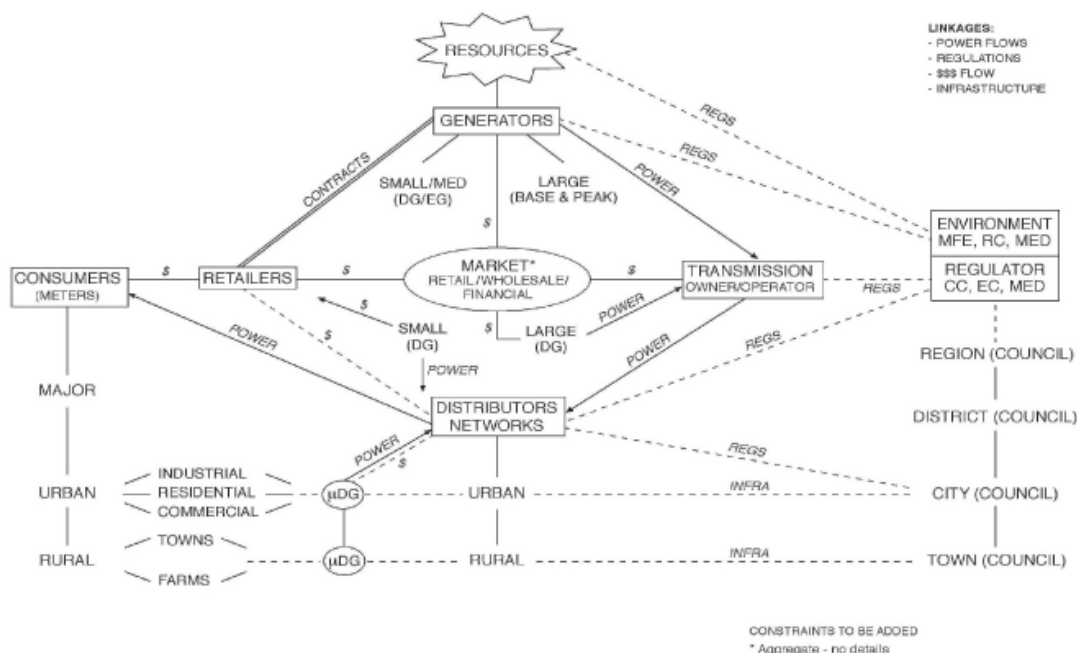 LINKAGES:
- POWER FLOWS
- REGULATIONS
- $$$ FLOW
- INFRASTRUCTURE
RESOURCES
REGS
GENERATORS
REGS
CONTRACTS
SMALL/MED
(DG/EG)
LARGE
(BASE & PEAK)
POWER
$
ENVIRONMENT
MFE, RC, MED
CONSUMERS
(METERS)
$
RETAILERS
$
MARKET*
RETAIL/WHOLESALE/
FINANCIAL
$
TRANSMISSION
OWNER/OPERATOR
REGS
REGULATOR
CC, EC, MED
POWER
$
$
SMALL
(DG)
$
LARGE
(DG)
POWER
POWER
POWER
REGS
REGION (COUNCIL)
MAJOR
DISTRIBUTORS
NETWORKS
DISTRICT (COUNCIL)
POWER
$
REGS
URBAN
INDUSTRIAL
RESIDENTIAL
COMMERCIAL
µDG
URBAN
INFRA
CITY (COUNCIL)
RURAL
TOWNS
FARMS
µDG
RURAL
INFRA
TOWN (COUNCIL)
CONSTRAINTS TO BE ADDED
* Aggregate - no details